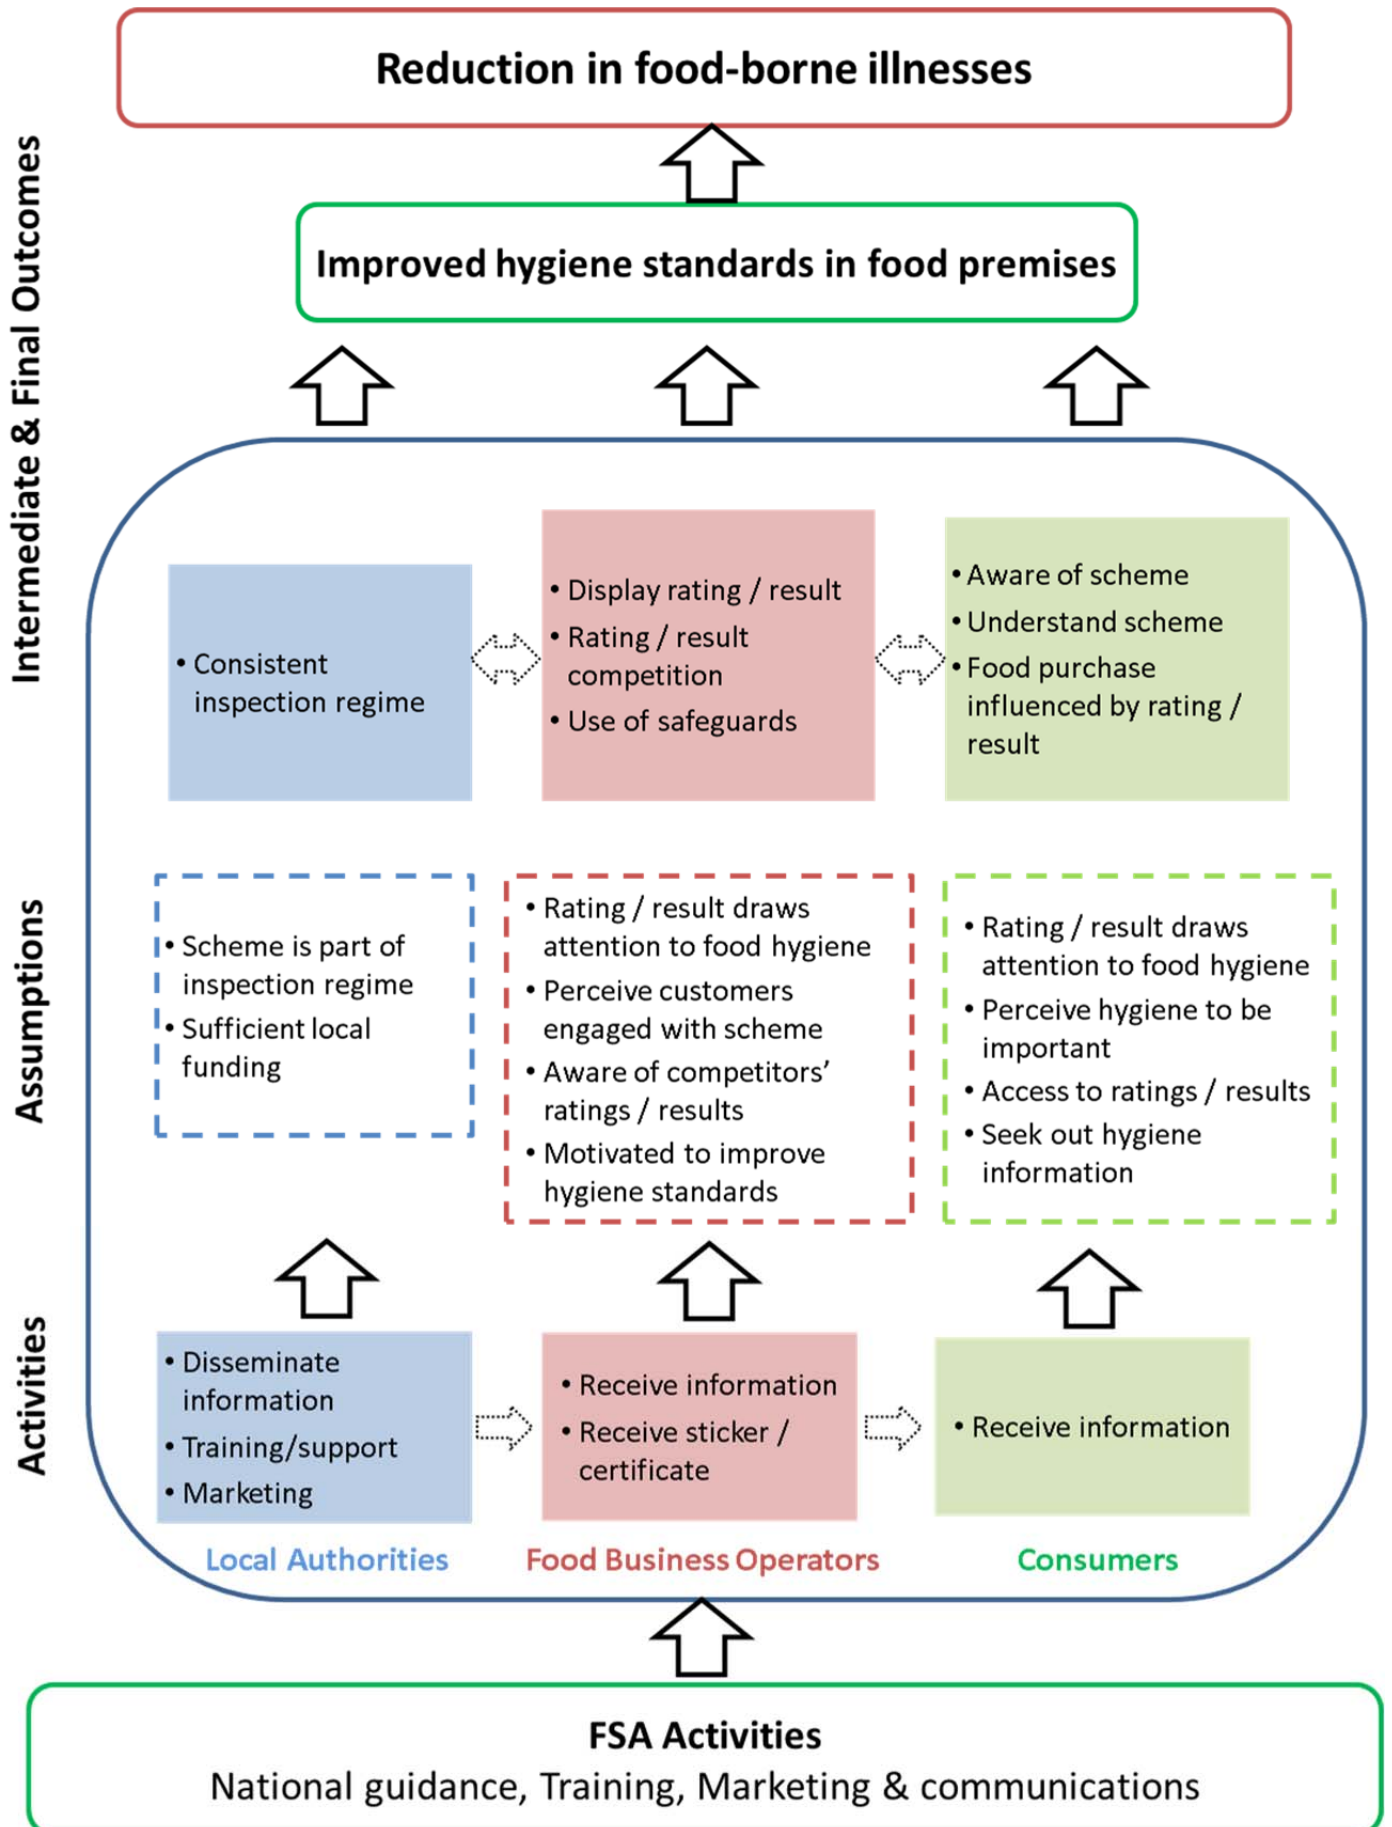 Reduction in food-borne illnesses
Improved hygiene standards in food premises
Intermediate & Final Outcomes
• Consistent
inspection regime
• Display rating / result
• Rating / result
competition
• Use of safeguards
• Aware of scheme
• Understand scheme
• Food purchase
influenced by rating /
result
Assumptions
• Scheme is part of
inspection regime
• Sufficient local
funding
• Rating / result draws
attention to food hygiene
• Perceive customers
engaged with scheme
• Aware of competitors’
ratings / results
• Motivated to improve
hygiene standards
• Rating / result draws
attention to food hygiene
• Perceive hygiene to be
important
• Access to ratings / results
• Seek out hygiene
information
Activities
• Disseminate
information
• Training/support
• Marketing
• Receive information
• Receive sticker /
certificate
• Receive information
Local Authorities
Food Business Operators
Consumers
FSA Activities
National guidance, Training, Marketing & communications